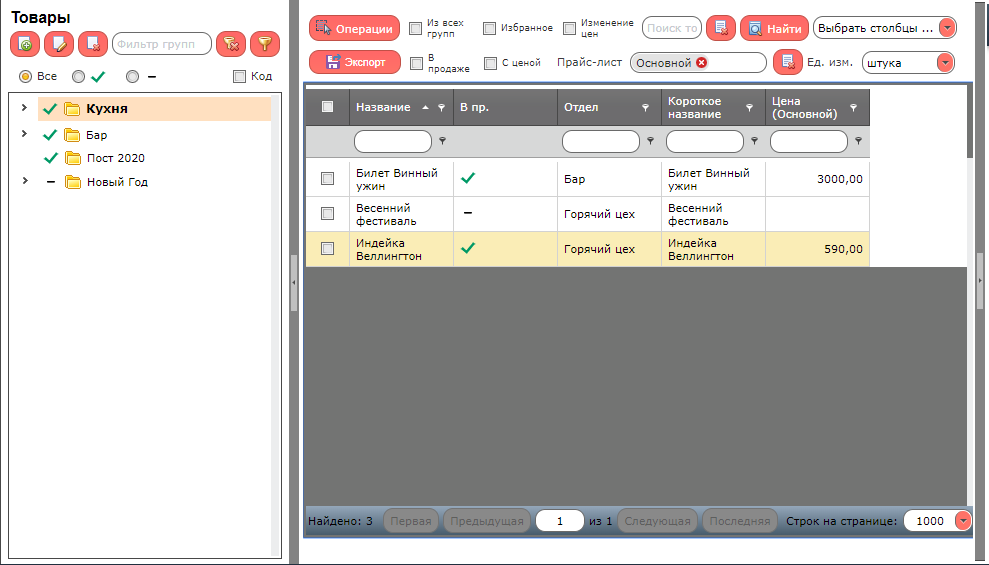 Товары
Фильтр групп
Все
Код
Кухня
Бар
Пост 2020
Новый Год
Операции
Из всех
групп
Избранное
Изменение
цен
Поиск то
Найти
Выбрать столбцы ...
Экспорт
В
продаже
С ценой
Прайс-лист
Основной
Ед. изм.
штука
Название
В пр.
Отдел
Короткое
название
Цена
(Основной)
Билет Винный
ужин
Бар
Билет Винный
ужин
3000,00
Весенний
фестиваль
Горячий цех
Весенний
фестиваль
Индейка
Веллингтон
Горячий цех
Индейка
Веллингтон
590,00
Найдено: 3
Первая
Предыдущая
1
из 1
Следующая
Последняя
Строк на странице:
1000